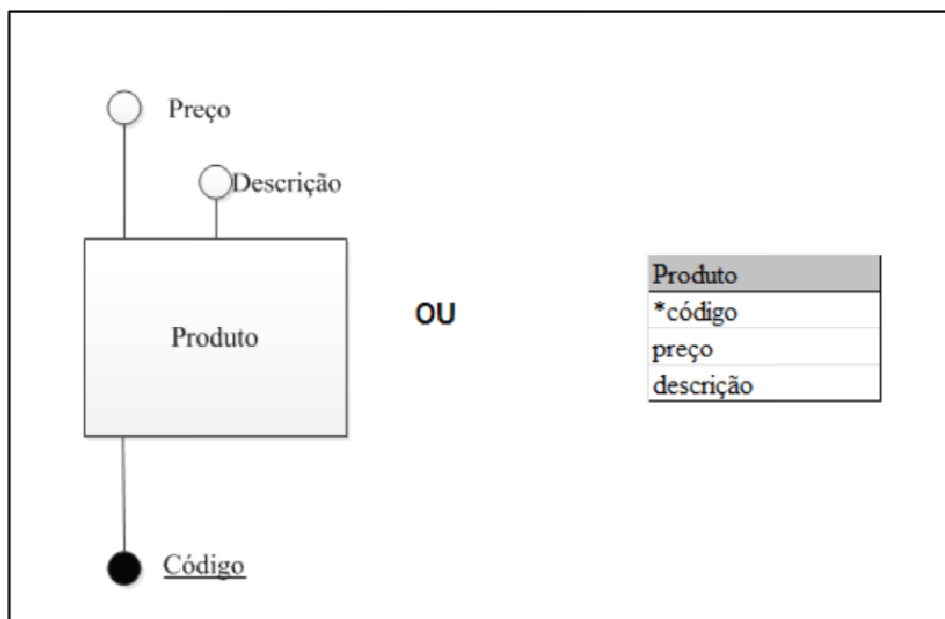 Preço
Descrição
Produto
Código
OU
Produto
*código
preço
descrição